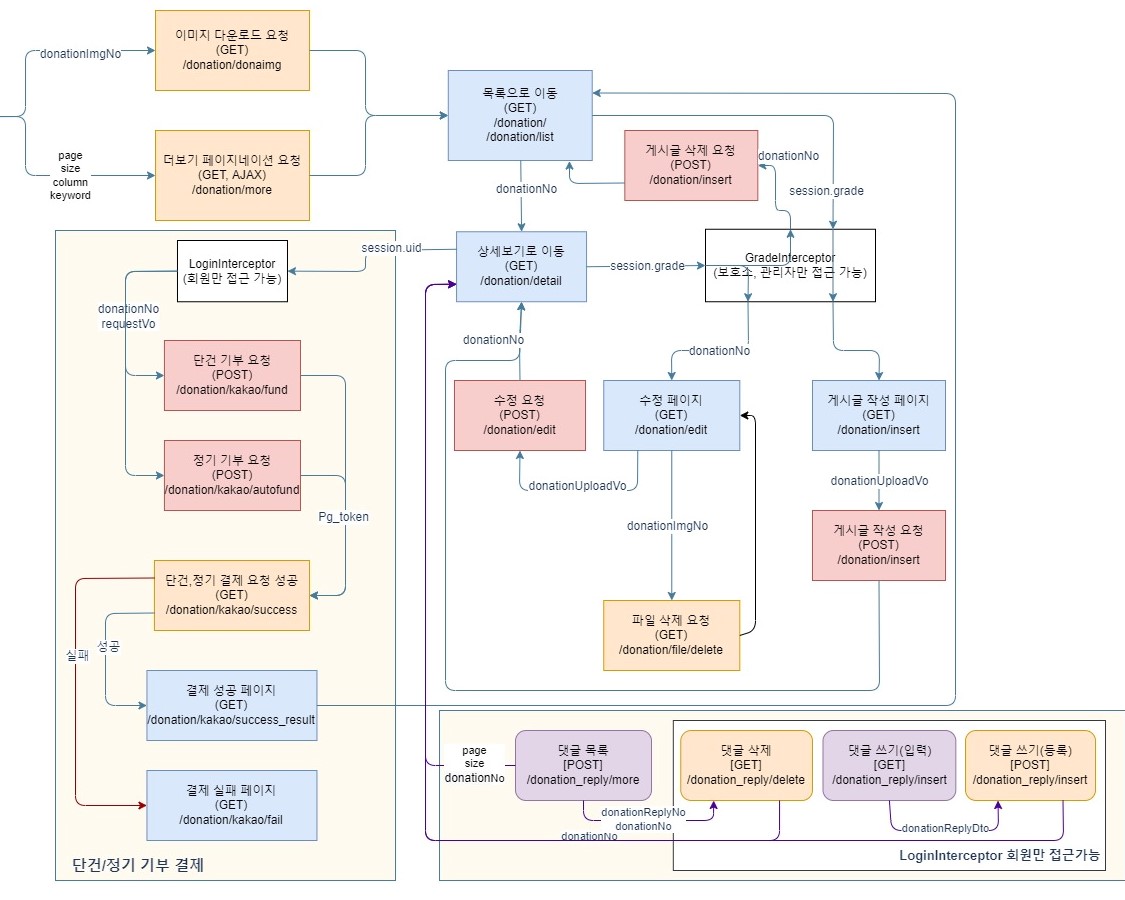 이미지 다운로드 요청
(GET)
/donation/donaimg
donationImgNo
더보기 페이지네이션 요청
(GET, AJAX)
/donation/more
page
size
column
keyword
목록으로 이동
(GET)
/donation/
/donation/list
게시글 삭제 요청
(POST)
/donation/insert
donationNo
session.grade
donationNo
상세보기로 이동
(GET)
/donation/detail
session.uid
session.grade
GradeInterceptor
(보호소, 관리자만 접근 가능)
LoginInterceptor
(회원만 접근 가능)
donationNo
requestVo
단건 기부 요청
(POST)
/donation/kakao/fund
정기 기부 요청
(POST)
/donation/kakao/autofund
Pg_token
단건,정기 결제 요청 성공
(GET)
/donation/kakao/success
실패
성공
결제 성공 페이지
(GET)
/donation/kakao/success_result
결제 실패 페이지
(GET)
/donation/kakao/fail
단건/정기 기부 결제
donationNo
수정 요청
(POST)
/donation/edit
donationNo
수정 페이지
(GET)
/donation/edit
게시글 작성 페이지
(GET)
/donation/insert
donationUploadVo
donationUploadVo
donationImgNo
게시글 작성 요청
(POST)
/donation/insert
파일 삭제 요청
(GET)
/donation/file/delete
page
size
donationNo
댓글 목록
[POST]
/donation_reply/more
댓글 삭제
[GET]
/donation_reply/delete
댓글 쓰기(입력)
[GET]
/donation_reply/insert
댓글 쓰기(등록)
[POST]
/donation_reply/insert
donationReplyNo
donationNo
donationNo
donationReplyDto
LoginInterceptor 회원만 접근가능